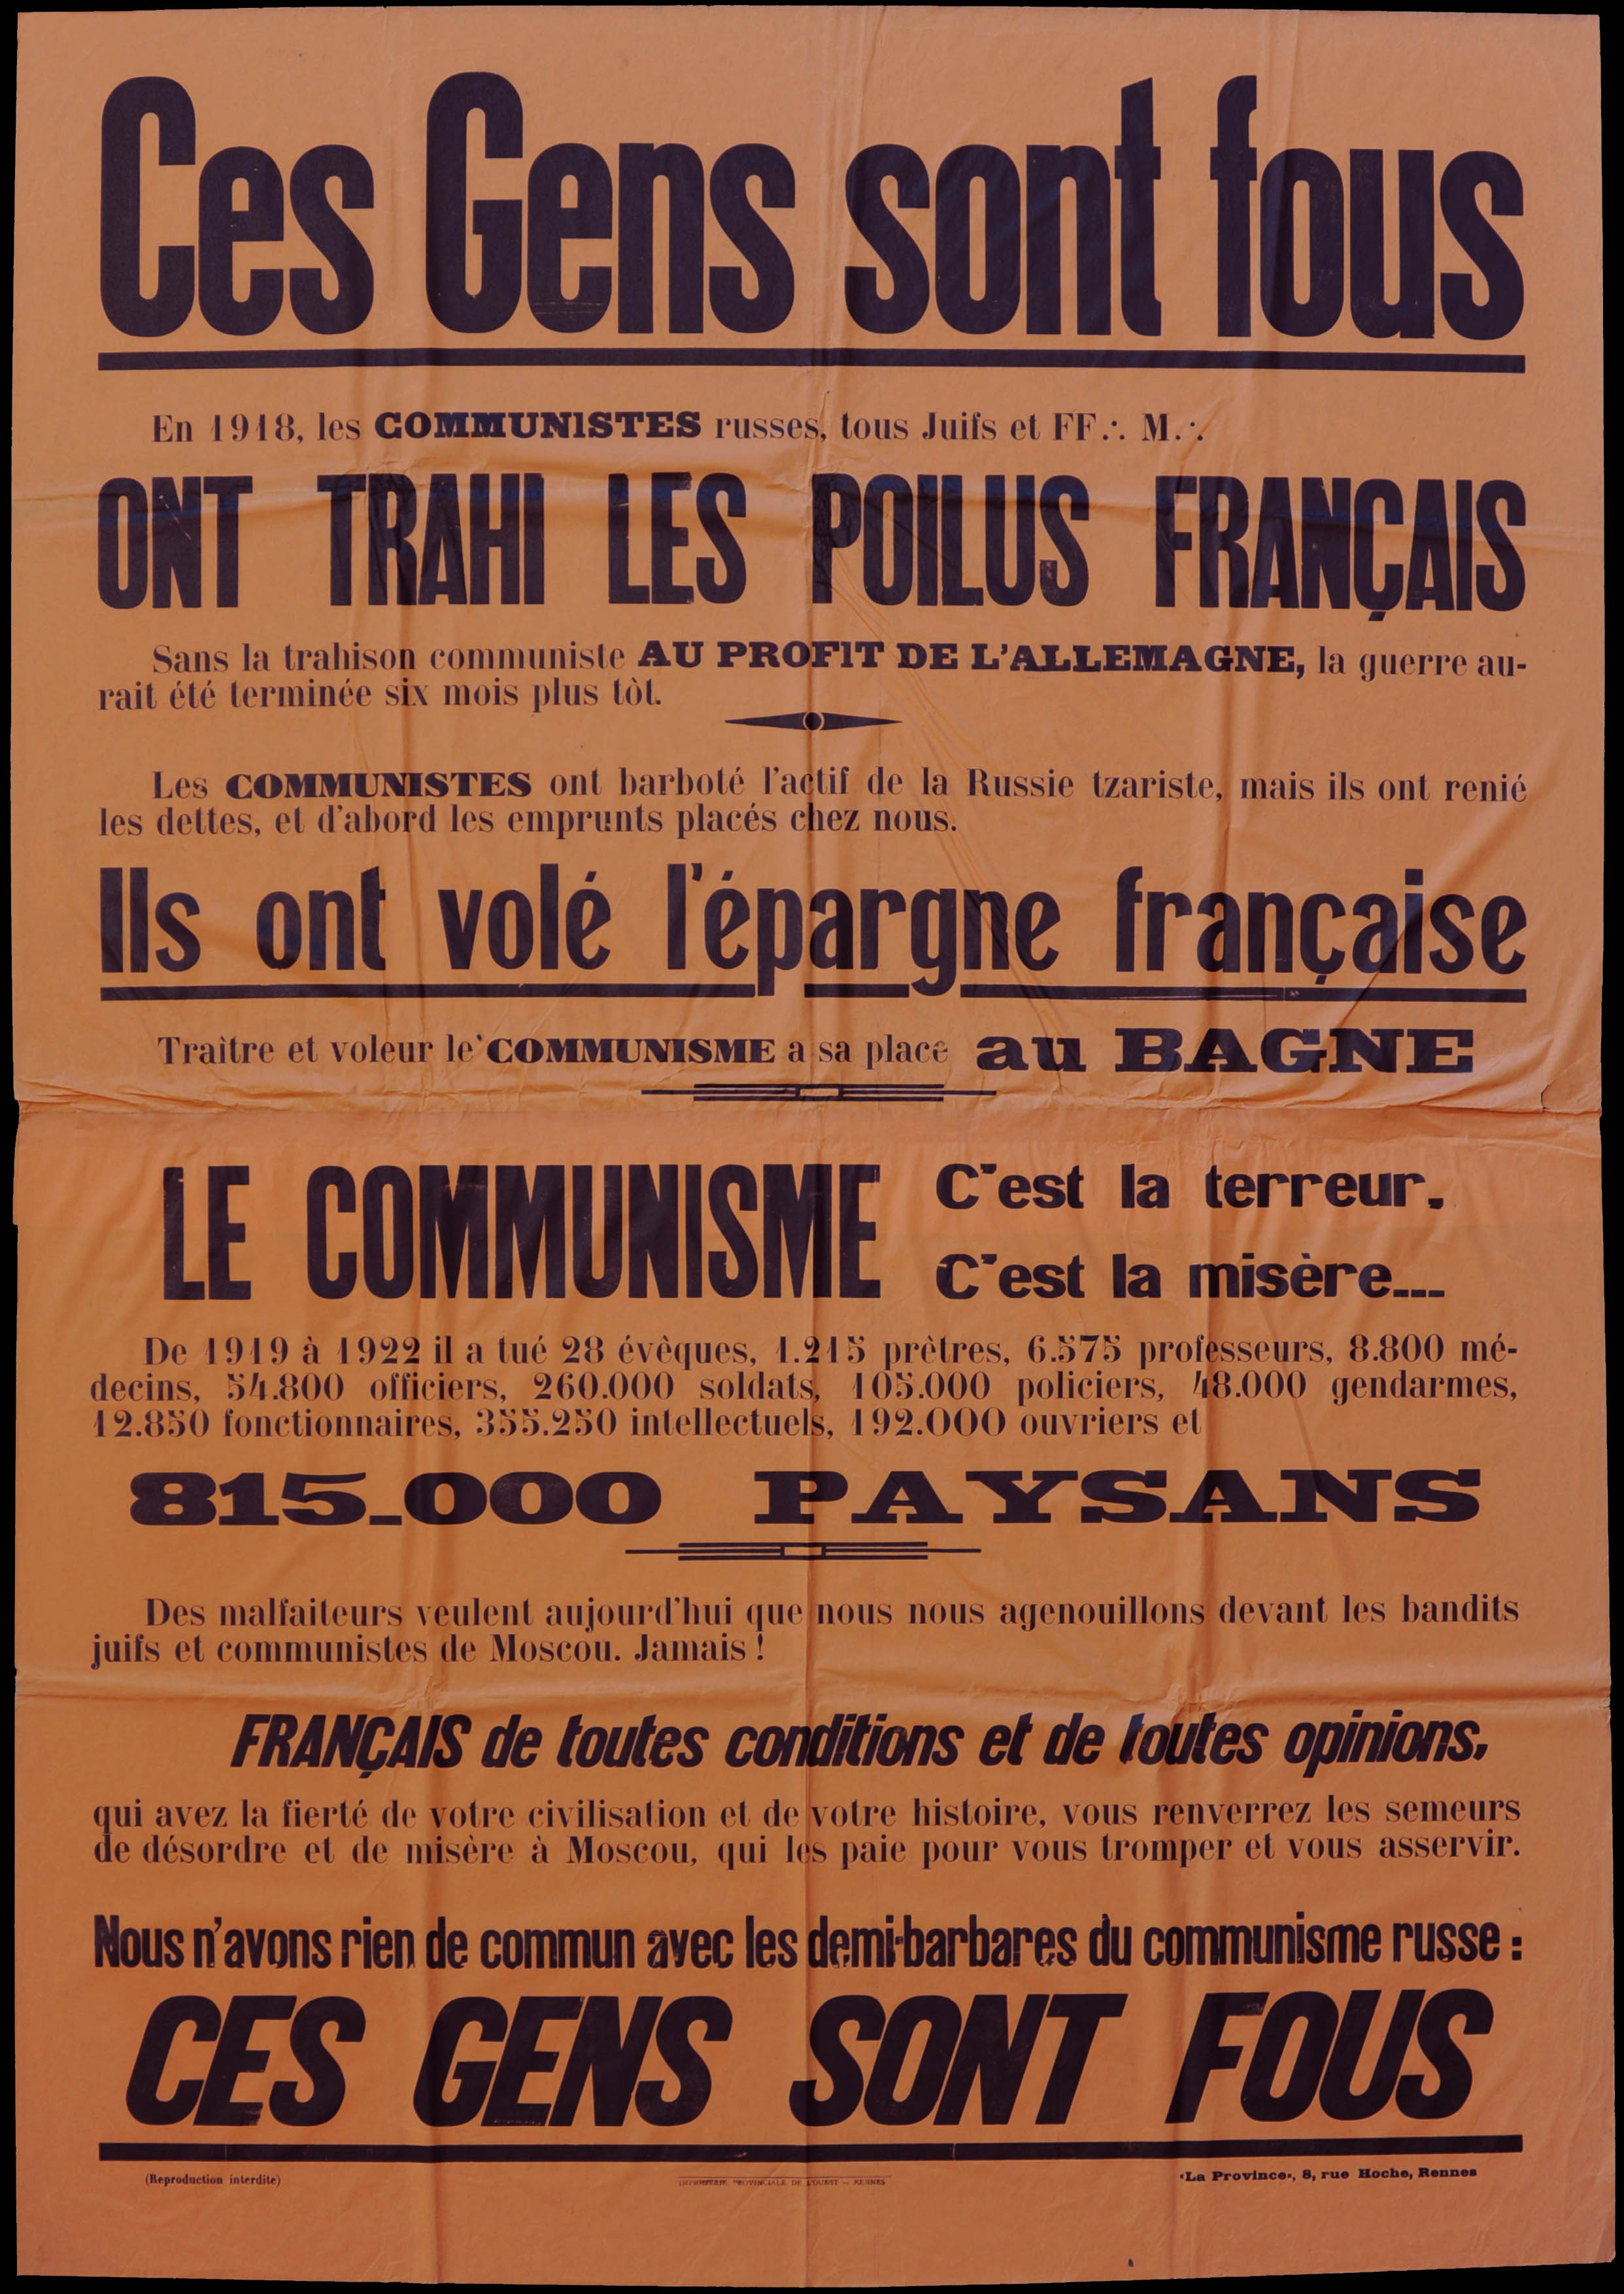 Ces Gens sont fous
En 1918, les COMMUNISTES russes, tous Juifs et FF∴ M∴
ONT TRAHI LES POILUS FRANÇAIS
Sans la trahison communiste AU PROFIT DE L'ALLEMAGNE, la guerre au-
rait été terminée six mois plus tôt.
Les COMMUNISTES ont barboté l'actif de la Russie tzariste, mais ils ont renié
les dettes, et d'abord les emprunts placés chez nous.
Ils ont volé l'épargne française
Traître et voleur le COMMUNISME a sa place au BAGNE
LE COMMUNISME
C'est la terreur,
C'est la misère...
De 1919 à 1922 il a tué 28 évêques, 1.215 prêtres, 6.575 professeurs, 8.800 mé-
decins, 54.800 officiers, 260.000 soldats, 105.000 policiers, 48.000 gendarmes,
12.850 fonctionnaires, 355.250 intellectuels, 192.000 ouvriers et
815.000 PAYSANS
Des malfaiteurs veulent aujourd'hui que nous nous agenouillons devant les bandits
juifs et communistes de Moscou. Jamais !
FRANÇAIS de toutes conditions et de toutes opinions,
qui avez la fierté de votre civilisation et de votre histoire, vous renverrez les semeurs
de désordre et de misère à Moscou, qui les paie pour vous tromper et vous asservir.
Nous n'avons rien de commun avec les demi-barbares du communisme russe :
CES GENS SONT FOUS
(Reproduction interdite)
IMPRIMERIE PROVINCIALE DE L'OUEST — RENNES
«La Province», 8, rue Hoche, Rennes